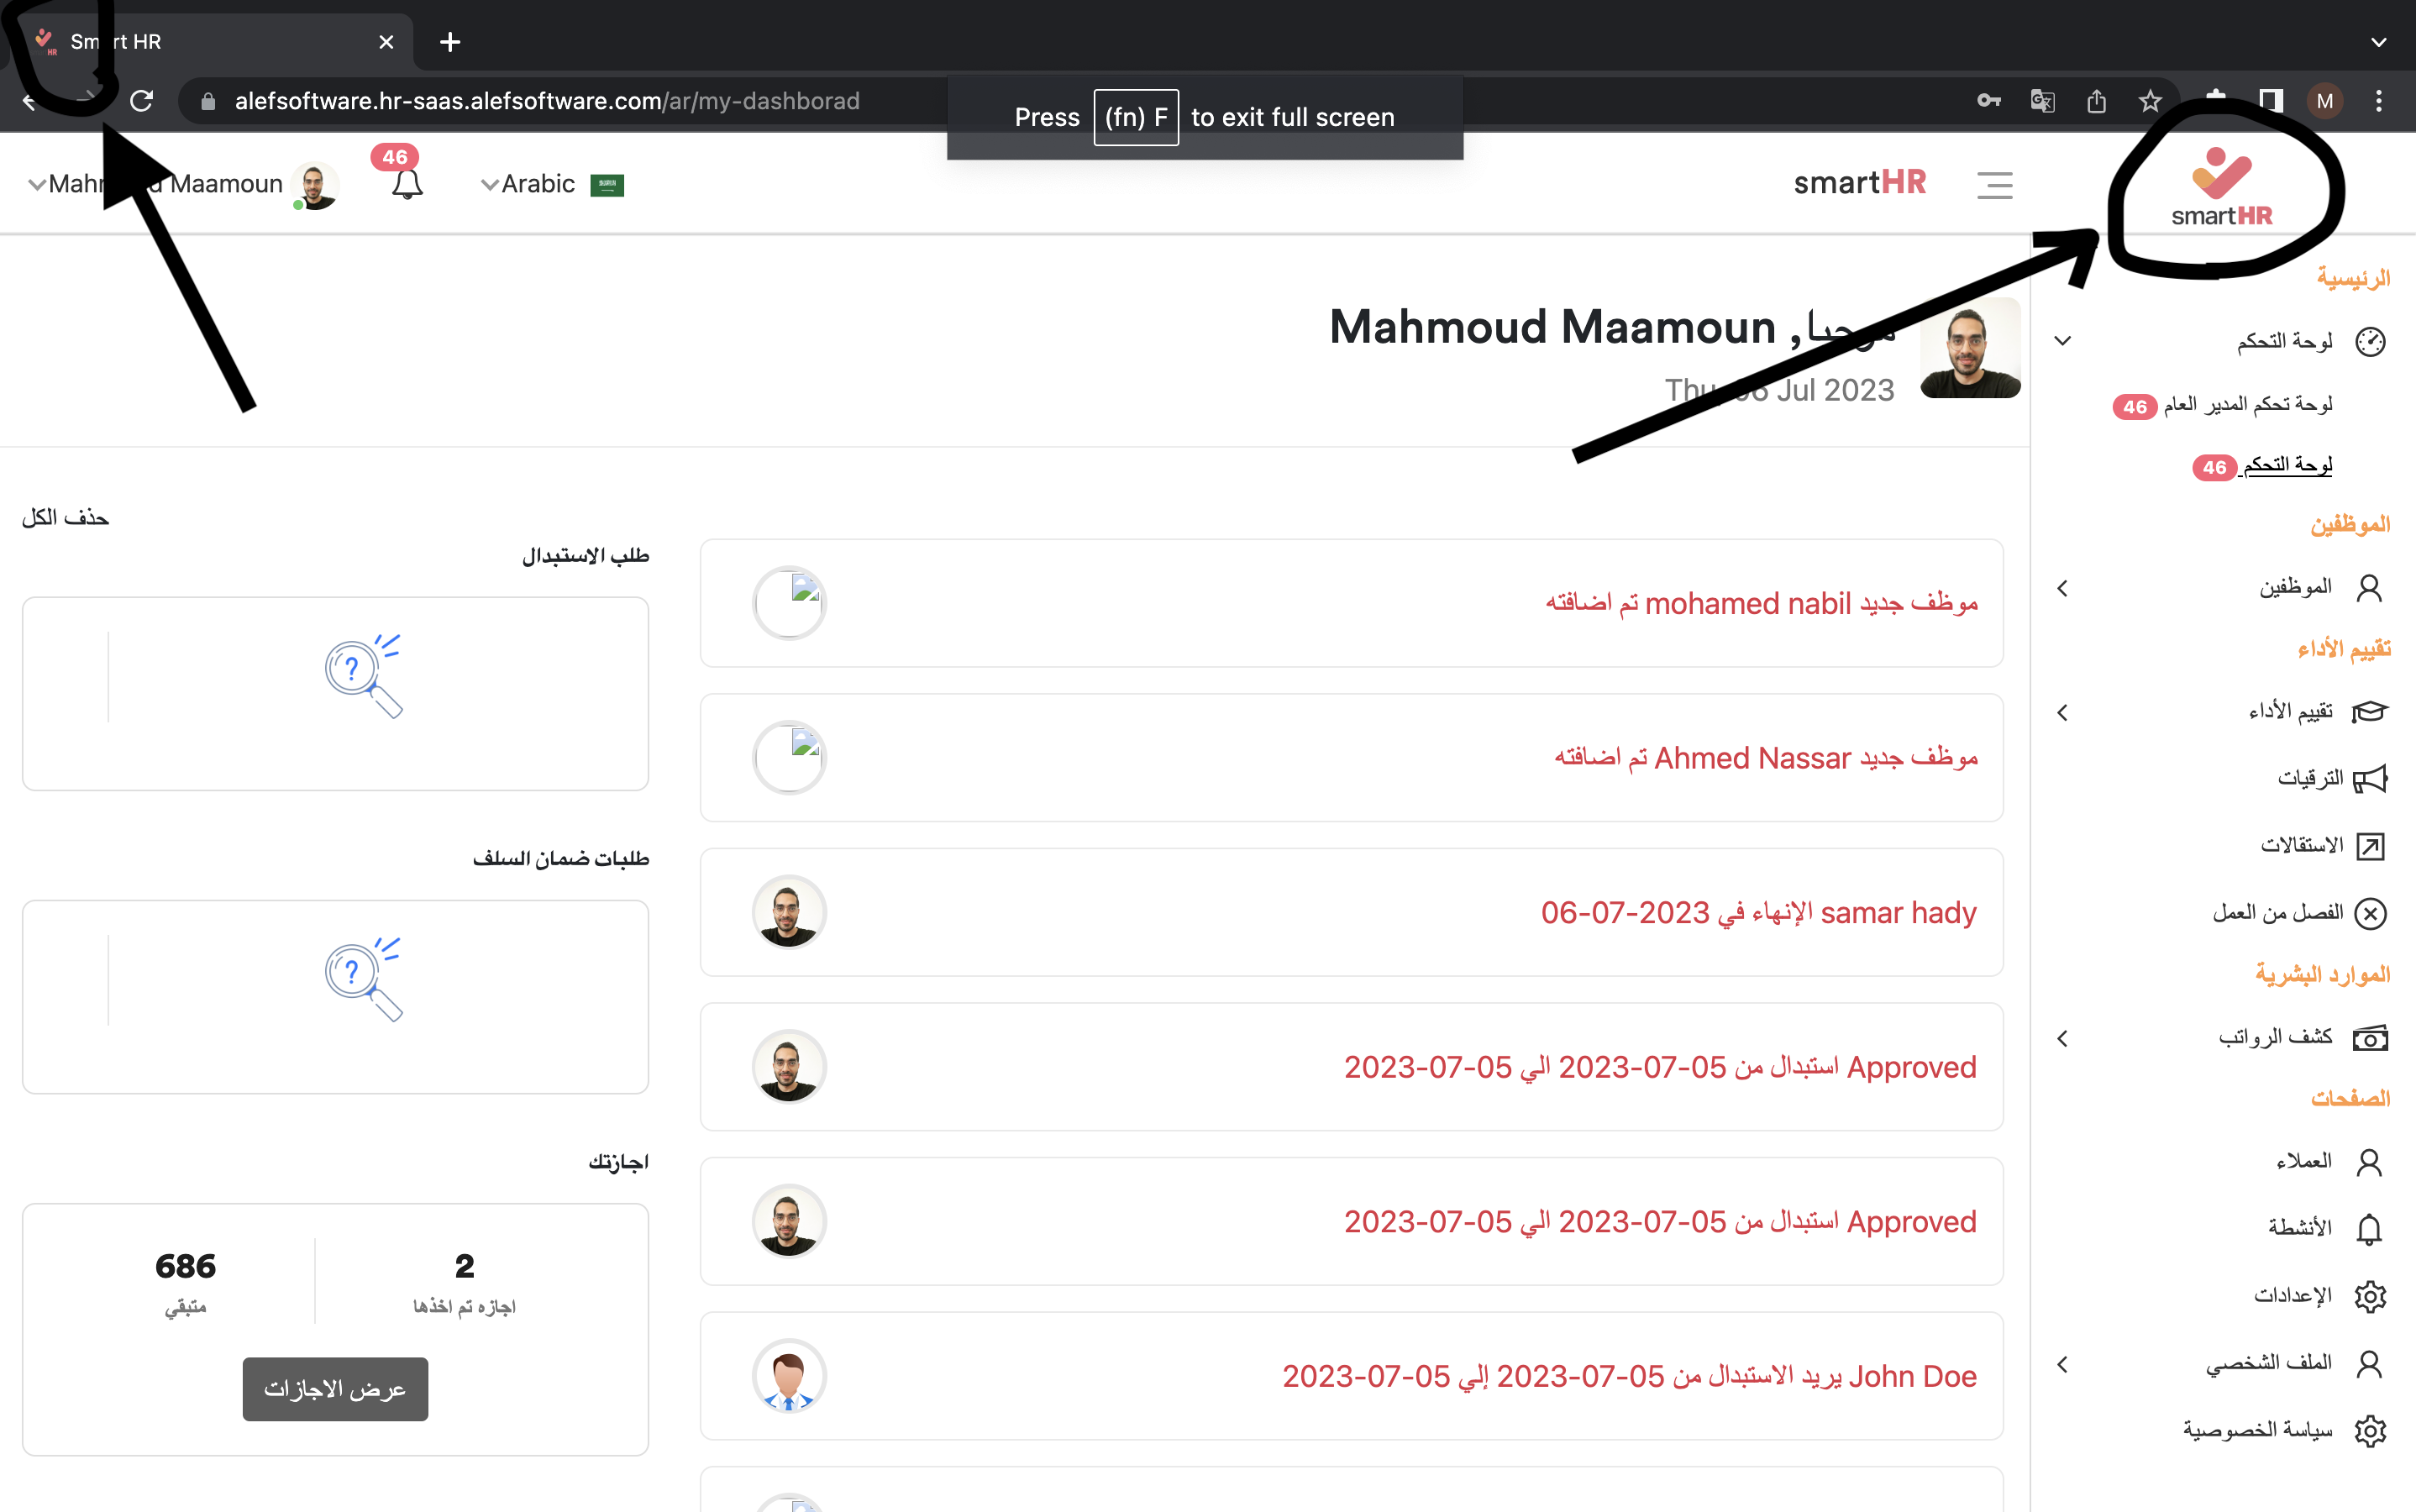 Smart HR
alefsoftware.hr-saas.alefsoftware.com/ar/my-dashborad
Press (fn) F to exit full screen
M
smartHR
smartHR
Arabic
46
Mahmoud Maamoun
مرحبا, Mahmoud Maamoun
Thu, 06 Jul 2023
الرئيسية
لوحة التحكم
لوحة تحكم المدير العام 46
لوحة التحكم 46
الموظفين
الموظفين
تقييم الأداء
تقييم الأداء
الترقيات
الاستقالات
الفصل من العمل
الموارد البشرية
كشف الرواتب
الصفحات
العملاء
الأنشطة
الإعدادات
الملف الشخصي
سياسة الخصوصية
موظف جديد mohamed nabil تم اضافته
موظف جديد Ahmed Nassar تم اضافته
samar hady الإنهاء في 2023-07-06
Approved استبدال من 05-07-2023 الي 05-07-2023
Approved استبدال من 05-07-2023 الي 05-07-2023
John Doe يريد الاستبدال من 05-07-2023 إلي 05-07-2023
حذف الكل
طلب الاستبدال
طلبات ضمان السلف
اجازتك
2
اجازه تم اخذها
686
متبقي
عرض الاجازات